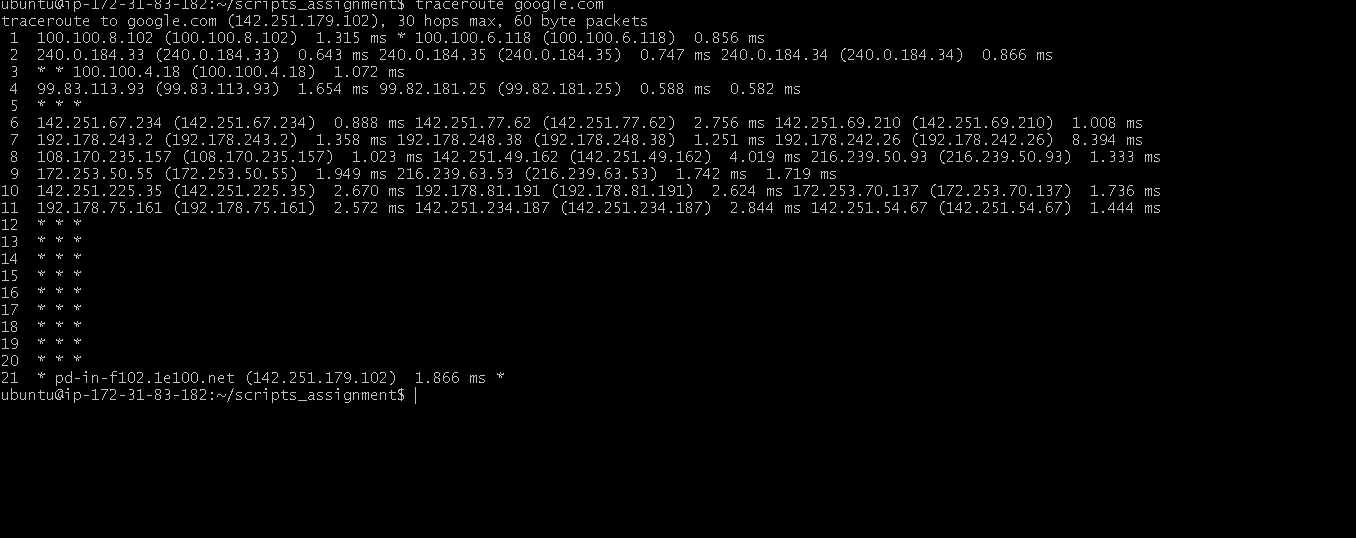 ubuntu@ip-172-31-83-182:~/scripts_assignment$ traceroute google.com
traceroute to google.com (142.251.179.102), 30 hops max, 60 byte packets
 1  100.100.8.102 (100.100.8.102)  1.315 ms * 100.100.6.118 (100.100.6.118)  0.856 ms
 2  240.0.184.33 (240.0.184.33)  0.643 ms 240.0.184.35 (240.0.184.35)  0.747 ms 240.0.184.34 (240.0.184.34)  0.866 ms
 3  * * 100.100.4.18 (100.100.4.18)  1.072 ms
 4  99.83.113.93 (99.83.113.93)  1.654 ms 99.82.181.25 (99.82.181.25)  0.588 ms  0.582 ms
 5  * * *
 6  142.251.67.234 (142.251.67.234)  0.888 ms 142.251.77.62 (142.251.77.62)  2.756 ms 142.251.69.210 (142.251.69.210)  1.008 ms
 7  192.178.243.2 (192.178.243.2)  1.358 ms 192.178.248.38 (192.178.248.38)  1.251 ms 192.178.242.26 (192.178.242.26)  8.394 ms
 8  108.170.235.157 (108.170.235.157)  1.023 ms 142.251.49.162 (142.251.49.162)  4.019 ms 216.239.50.93 (216.239.50.93)  1.333 ms
 9  172.253.50.55 (172.253.50.55)  1.949 ms 216.239.63.53 (216.239.63.53)  1.742 ms  1.719 ms
10  142.251.225.35 (142.251.225.35)  2.670 ms 192.178.81.191 (192.178.81.191)  2.624 ms 172.253.70.137 (172.253.70.137)  1.736 ms
11  192.178.75.161 (192.178.75.161)  2.572 ms 142.251.234.187 (142.251.234.187)  2.844 ms 142.251.54.67 (142.251.54.67)  1.444 ms
12  * * *
13  * * *
14  * * *
15  * * *
16  * * *
17  * * *
18  * * *
19  * * *
20  * * *
21  * pd-in-f102.1e100.net (142.251.179.102)  1.866 ms *
ubuntu@ip-172-31-83-182:~/scripts_assignment$